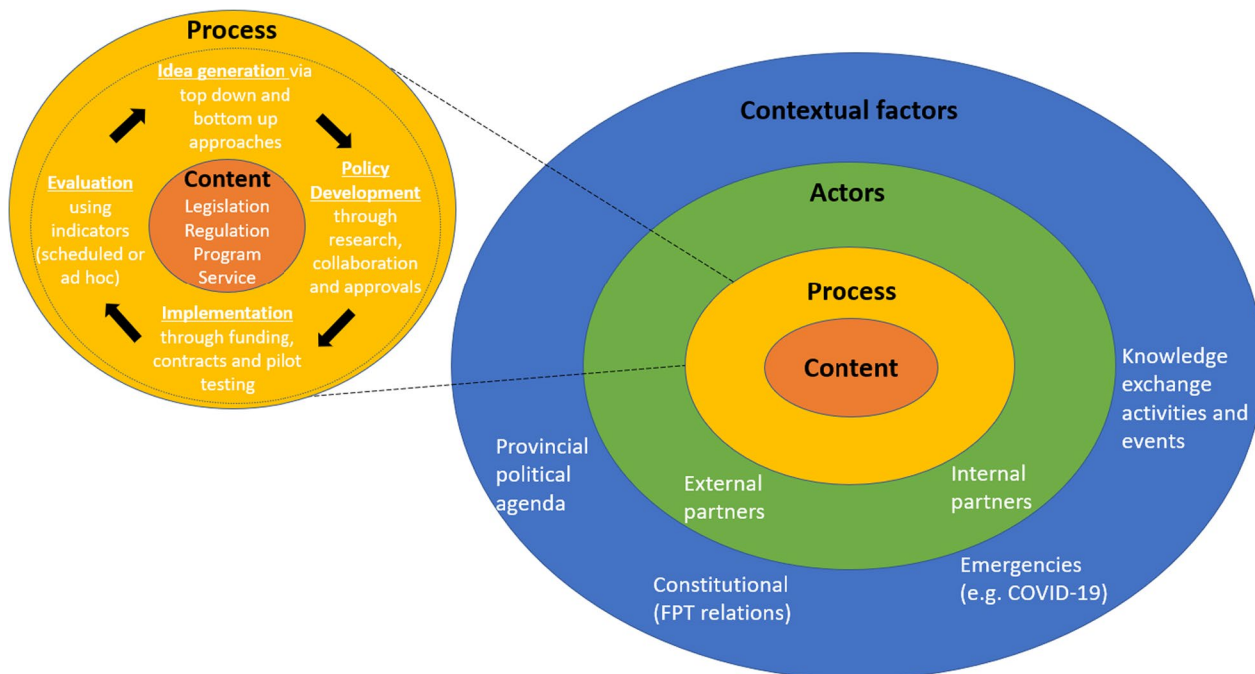 Process
Idea generation via
top down and
bottom up
approaches
Policy
Development
through
research,
collaboration
and approvals
Implementation
through funding,
contracts and pilot
testing
Evaluation
using
indicators
(scheduled or
ad hoc)
Content
Legislation
Regulation
Program
Service
Contextual factors
Actors
Process
Content
Knowledge
exchange
activities and
events
Provincial
political
agenda
External
partners
Internal
partners
Constitutional
(FPT relations)
Emergencies
(e.g. COVID-19)